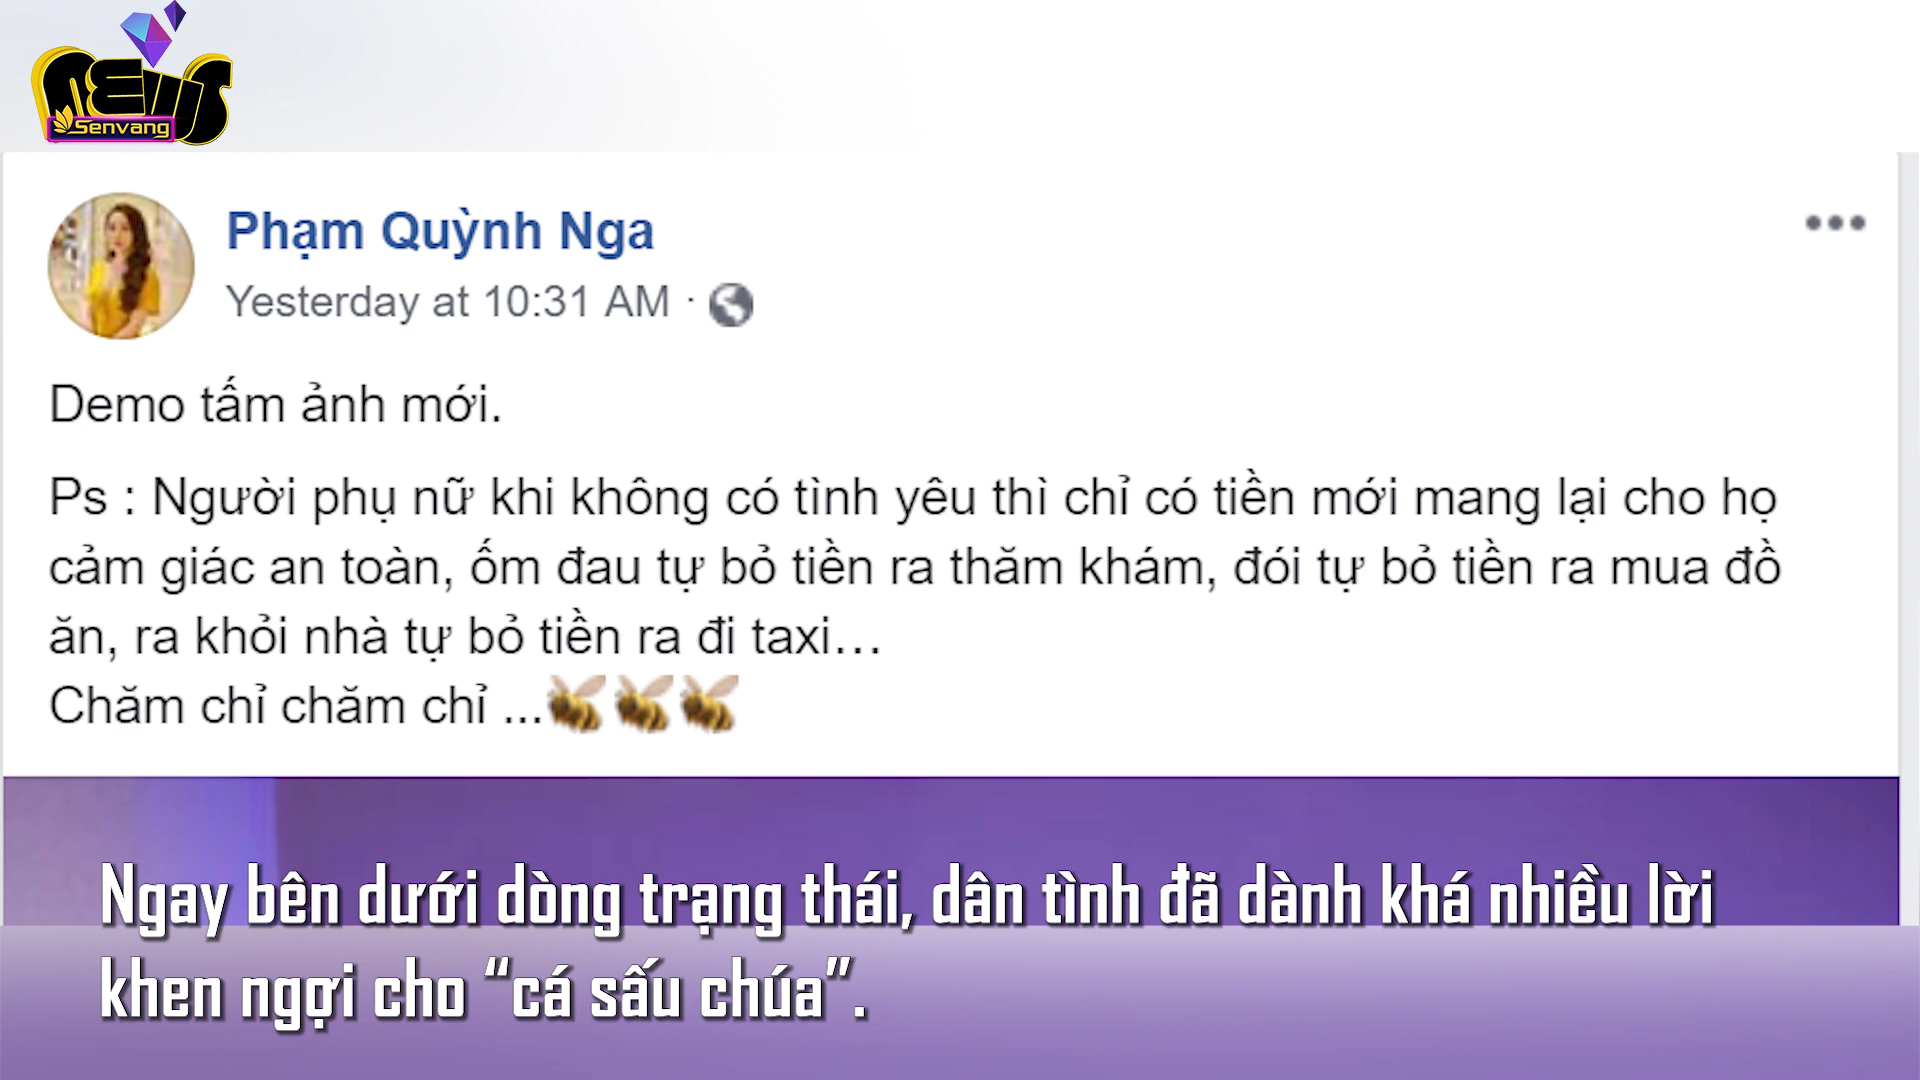 NEWS
Senvang
Phạm Quỳnh Nga
Yesterday at 10:31 AM ·
Demo tấm ảnh mới.
Ps : Người phụ nữ khi không có tình yêu thì chỉ có tiền mới mang lại cho họ
cảm giác an toàn, ốm đau tự bỏ tiền ra thăm khám, đói tự bỏ tiền ra mua đồ
ăn, ra khỏi nhà tự bỏ tiền ra đi taxi...
Chăm chỉ chăm chỉ ...🐝🐝🐝
Ngay bên dưới dòng trạng thái, dân tình đã dành khá nhiều lời
khen ngợi cho “cá sấu chúa”.